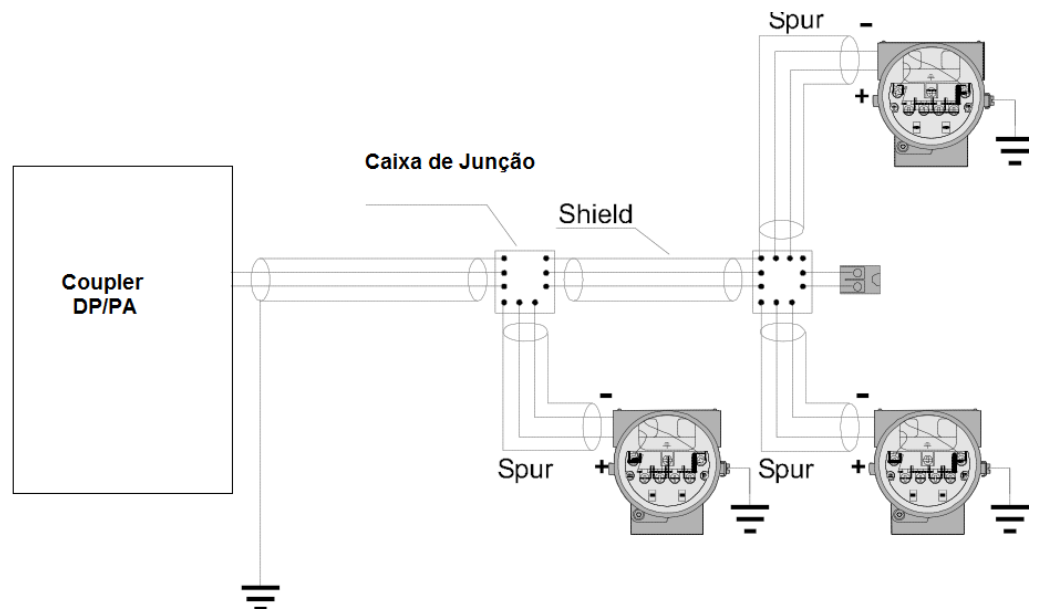 Spur
-
+
Caixa de Junção
Shield
Coupler
DP/PA
-
Spur
+
-
Spur
+